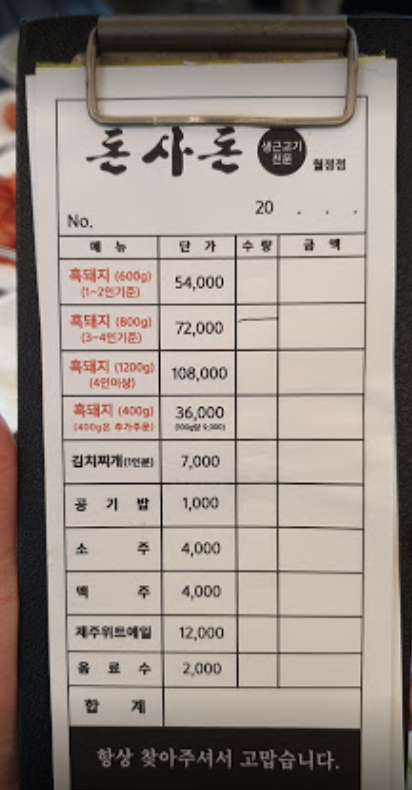 돈사돈 생근고기 전문 월정점
No. 20 . . .
메 뉴 단 가 수 량 금 액
흑돼지 (600g) 54,000
(1~2인기준)
흑돼지 (800g) 72,000
(3~4인기준)
흑돼지 (1200g) 108,000
(4인이상)
흑돼지 (400g) 36,000
(400g은 추가주문) (100g당 9,000)
김치찌개(1인분) 7,000
공 기 밥 1,000
소 주 4,000
맥 주 4,000
제주위트에일 12,000
음 료 수 2,000
합 계
항상 찾아주셔서 고맙습니다.